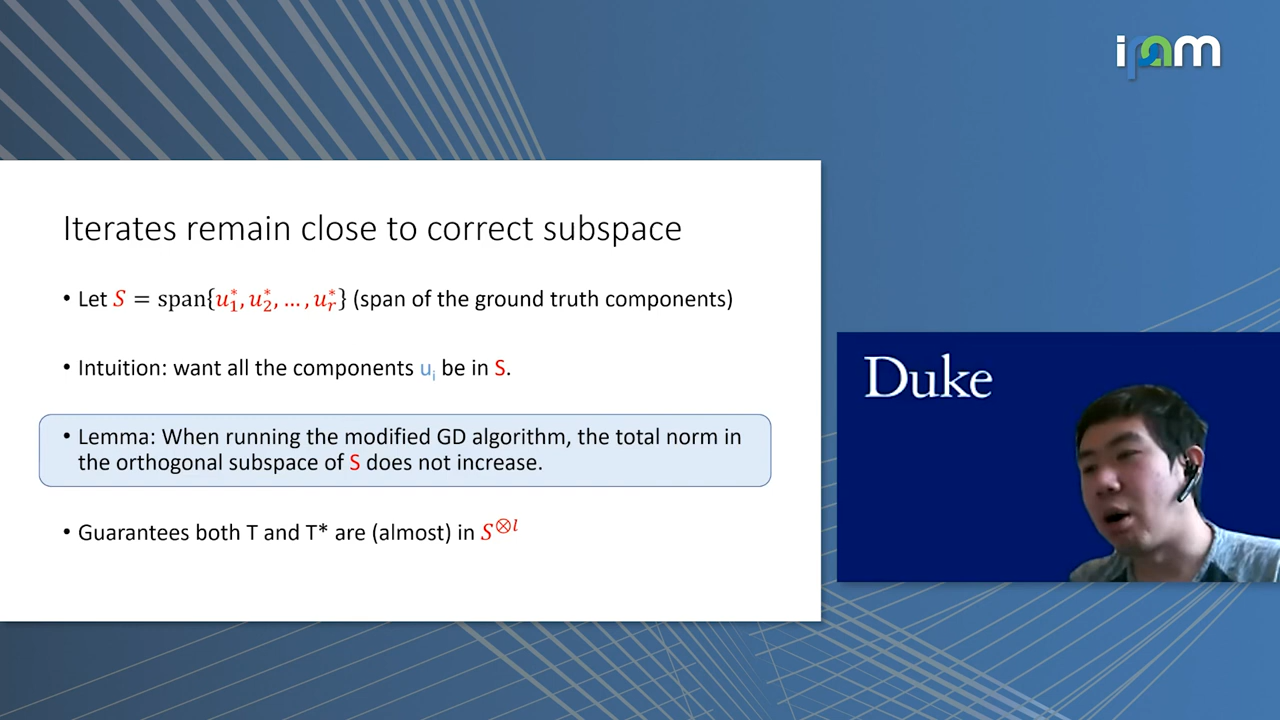 ipam
Iterates remain close to correct subspace
• Let S = span{u₁*, u₂*, …, uᵣ*} (span of the ground truth components)
• Intuition: want all the components uᵢ be in S.
• Lemma: When running the modified GD algorithm, the total norm in
the orthogonal subspace of S does not increase.
• Guarantees both T and T* are (almost) in S^⊗l
Duke